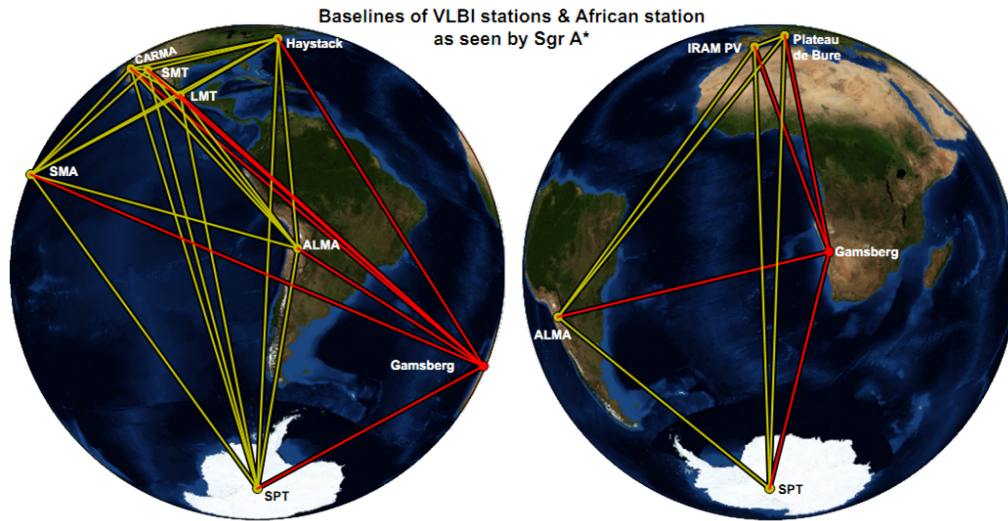 Baselines of VLBI stations & African station
as seen by Sgr A*
CARMA
Haystack
SMT
LMT
SMA
ALMA
Gamsberg
SPT
IRAM PV
Plateau
de Bure
Gamsberg
ALMA
SPT